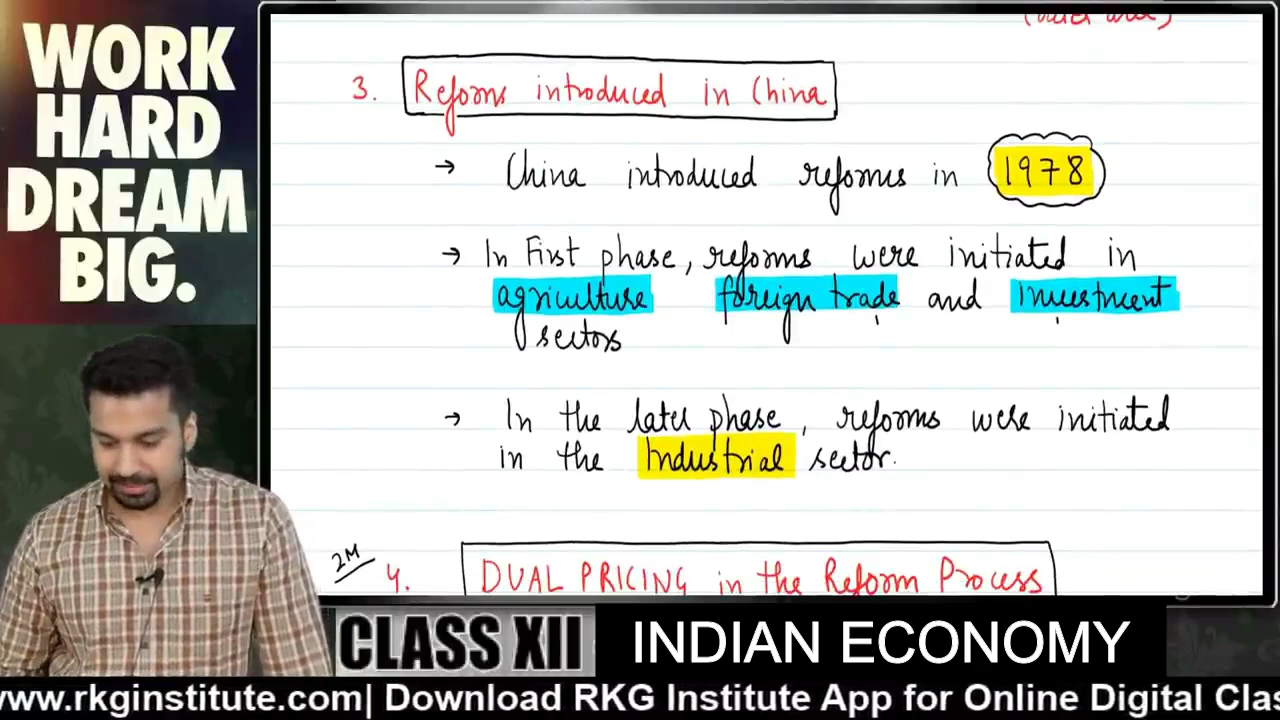 WORK
HARD
DREAM
BIG.
3. Reforms introduced in China
→ China introduced reforms in 1978
→ In First phase, reforms were initiated in
agriculture foreign trade and investment
sectors
→ In the later phase, reforms were initiated
in the Industrial sector.
2M
4. DUAL PRICING in the Reform Process
CLASS XII INDIAN ECONOMY
www.rkginstitute.com| Download RKG Institute App for Online Digital Clas